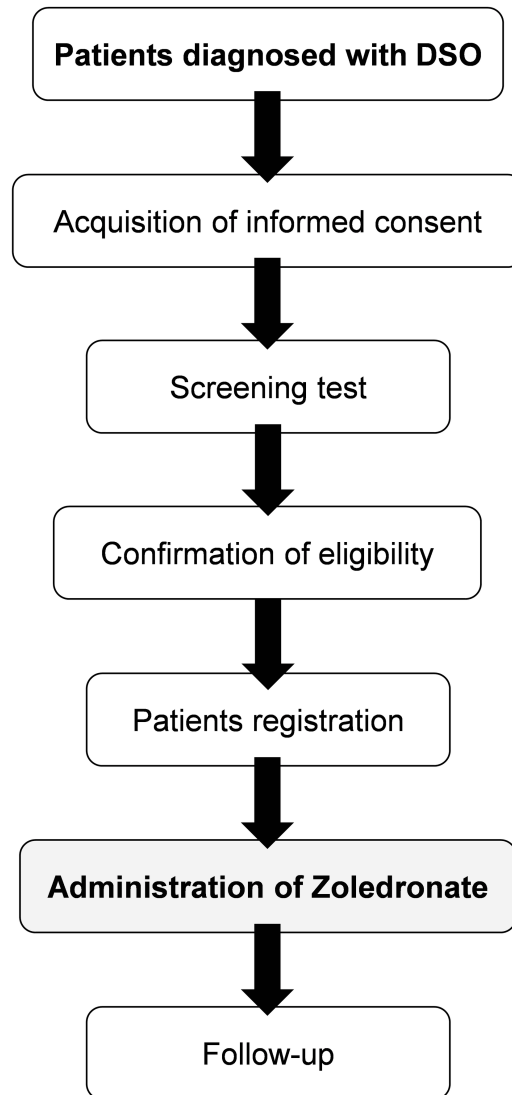 Patients diagnosed with DSO
Acquisition of informed consent
Screening test
Confirmation of eligibility
Patients registration
Administration of Zoledronate
Follow-up